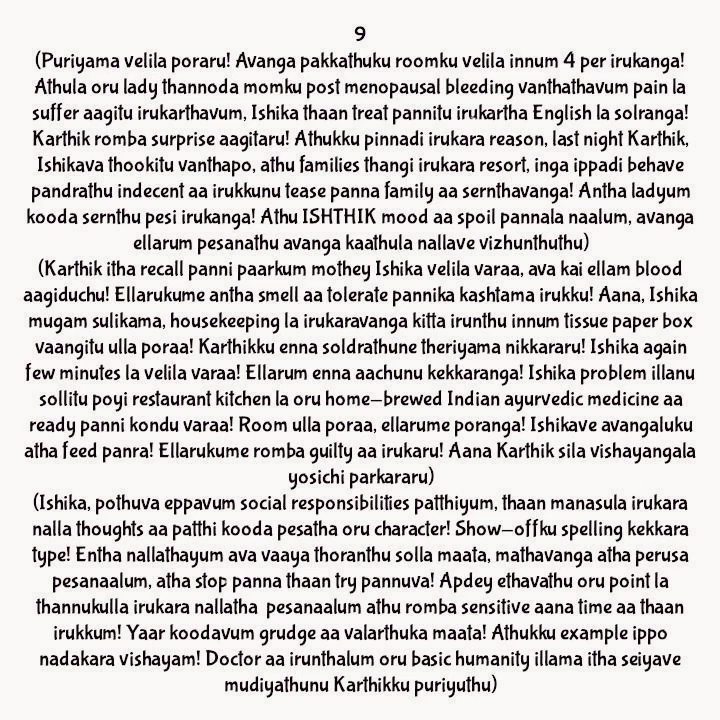 9
(Puriyama velila poraru! Avanga pakkathuku roomku velila innum 4 per irukanga!
Athula oru lady thannoda momku post menopausal bleeding vanthathavum pain la
suffer aagitu irukarthavum, Ishika thaan treat pannitu irukartha English la solranga!
Karthik romba surprise aagitaru! Athukku pinnadi irukara reason, last night Karthik,
Ishikava thookitu vanthapo, athu families thangi irukara resort, inga ippadi behave
pandrathu indecent aa irukkunu tease panna family aa sernthavanga! Antha ladyum
kooda sernthu pesi irukanga! Athu ISHTHIK mood aa spoil pannala naalum, avanga
ellarum pesanathu avanga kaathula nallave vizhunthuthu)
(Karthik itha recall panni paarkum mothey Ishika velila varaa, ava kai ellam blood
aagiduchu! Ellarukume antha smell aa tolerate pannika kashtama irukku! Aana, Ishika
mugam sulikama, housekeeping la irukaravanga kitta irunthu innum tissue paper box
vaangitu ulla poraa! Karthikku enna soldrathune theriyama nikkararu! Ishika again
few minutes la velila varaa! Ellarum enna aachunu kekkaranga! Ishika problem illanu
sollitu poyi restaurant kitchen la oru home-brewed Indian ayurvedic medicine aa
ready panni kondu varaa! Room ulla poraa, ellarume poranga! Ishikave avangaluku
atha feed panra! Ellarukume romba guilty aa irukaru! Aana Karthik sila vishayangala
yosichi parkararu)
(Ishika, pothuva eppavum social responsibilities patthiyum, thaan manasula irukara
nalla thoughts aa patthi kooda pesatha oru character! Show-offku spelling kekkara
type! Entha nallathayum ava vaaya thoranthu solla maata, mathavanga atha perusa
pesanaalum, atha stop panna thaan try pannuva! Apdey ethavathu oru point la
thannukulla irukara nallatha pesanaalum athu romba sensitive aana time aa thaan
irukkum! Yaar koodavum grudge aa valarthuka maata! Athukku example ippo
nadakara vishayam! Doctor aa irunthalum oru basic humanity illama itha seiyave
mudiyathunu Karthikku puriyuthu)